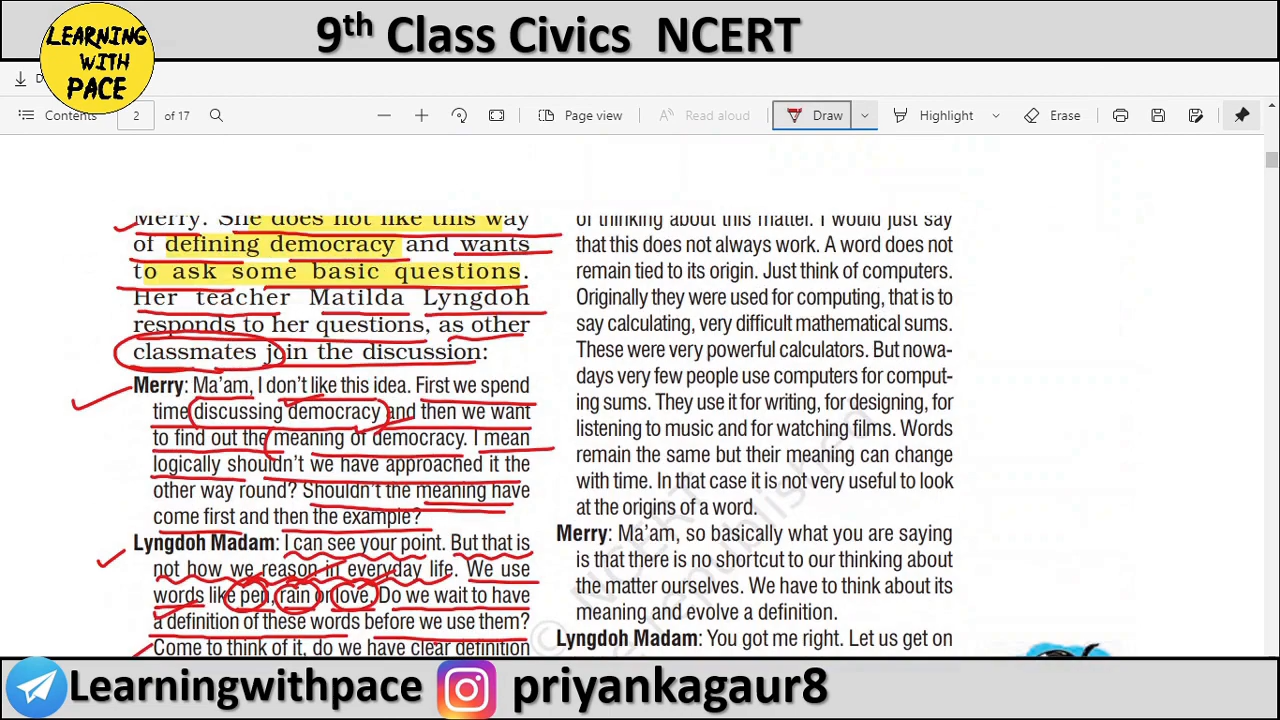 9th Class Civics NCERT
LEARNING
WITH
PACE
Contents
2
of 17
Page view
Read aloud
Draw
Highlight
Erase
Merry. She does not like this way
of defining democracy and wants
to ask some basic questions.
Her teacher Matilda Lyngdoh
responds to her questions, as other
classmates join the discussion:
Merry: Ma'am, I don't like this idea. First we spend
time discussing democracy and then we want
to find out the meaning of democracy. I mean
logically shouldn't we have approached it the
other way round? Shouldn't the meaning have
come first and then the example?
Lyngdoh Madam: I can see your point. But that is
not how we reason in everyday life. We use
words like pen, rain or love. Do we wait to have
a definition of these words before we use them?
Come to think of it, do we have clear definition
of thinking about this matter. I would just say
that this does not always work. A word does not
remain tied to its origin. Just think of computers.
Originally they were used for computing, that is to
say calculating, very difficult mathematical sums.
These were very powerful calculators. But nowa-
days very few people use computers for comput-
ing sums. They use it for writing, for designing, for
listening to music and for watching films. Words
remain the same but their meaning can change
with time. In that case it is not very useful to look
at the origins of a word.
Merry: Ma'am, so basically what you are saying
is that there is no shortcut to our thinking about
the matter ourselves. We have to think about its
meaning and evolve a definition.
Lyngdoh Madam: You got me right. Let us get on
© NCERT
republished
Learningwithpace
priyankagaur8